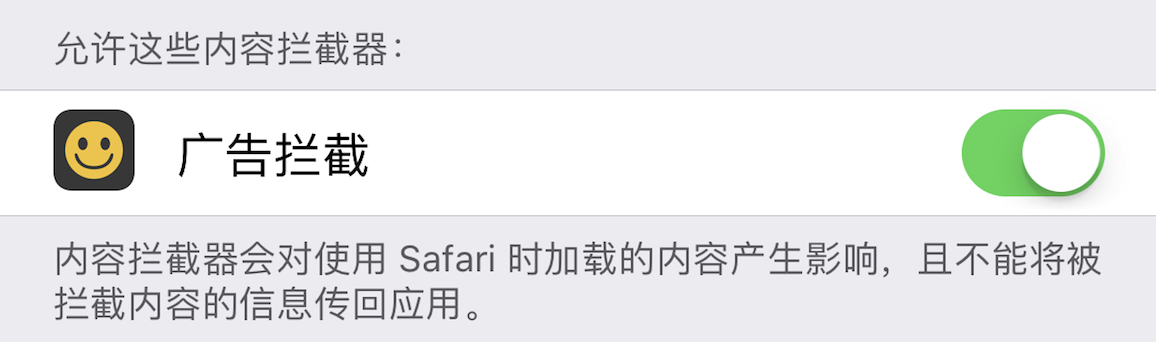 允许这些内容拦截器：
广告拦截
内容拦截器会对使用 Safari 时加载的内容产生影响，且不能将被
拦截内容的信息传回应用。